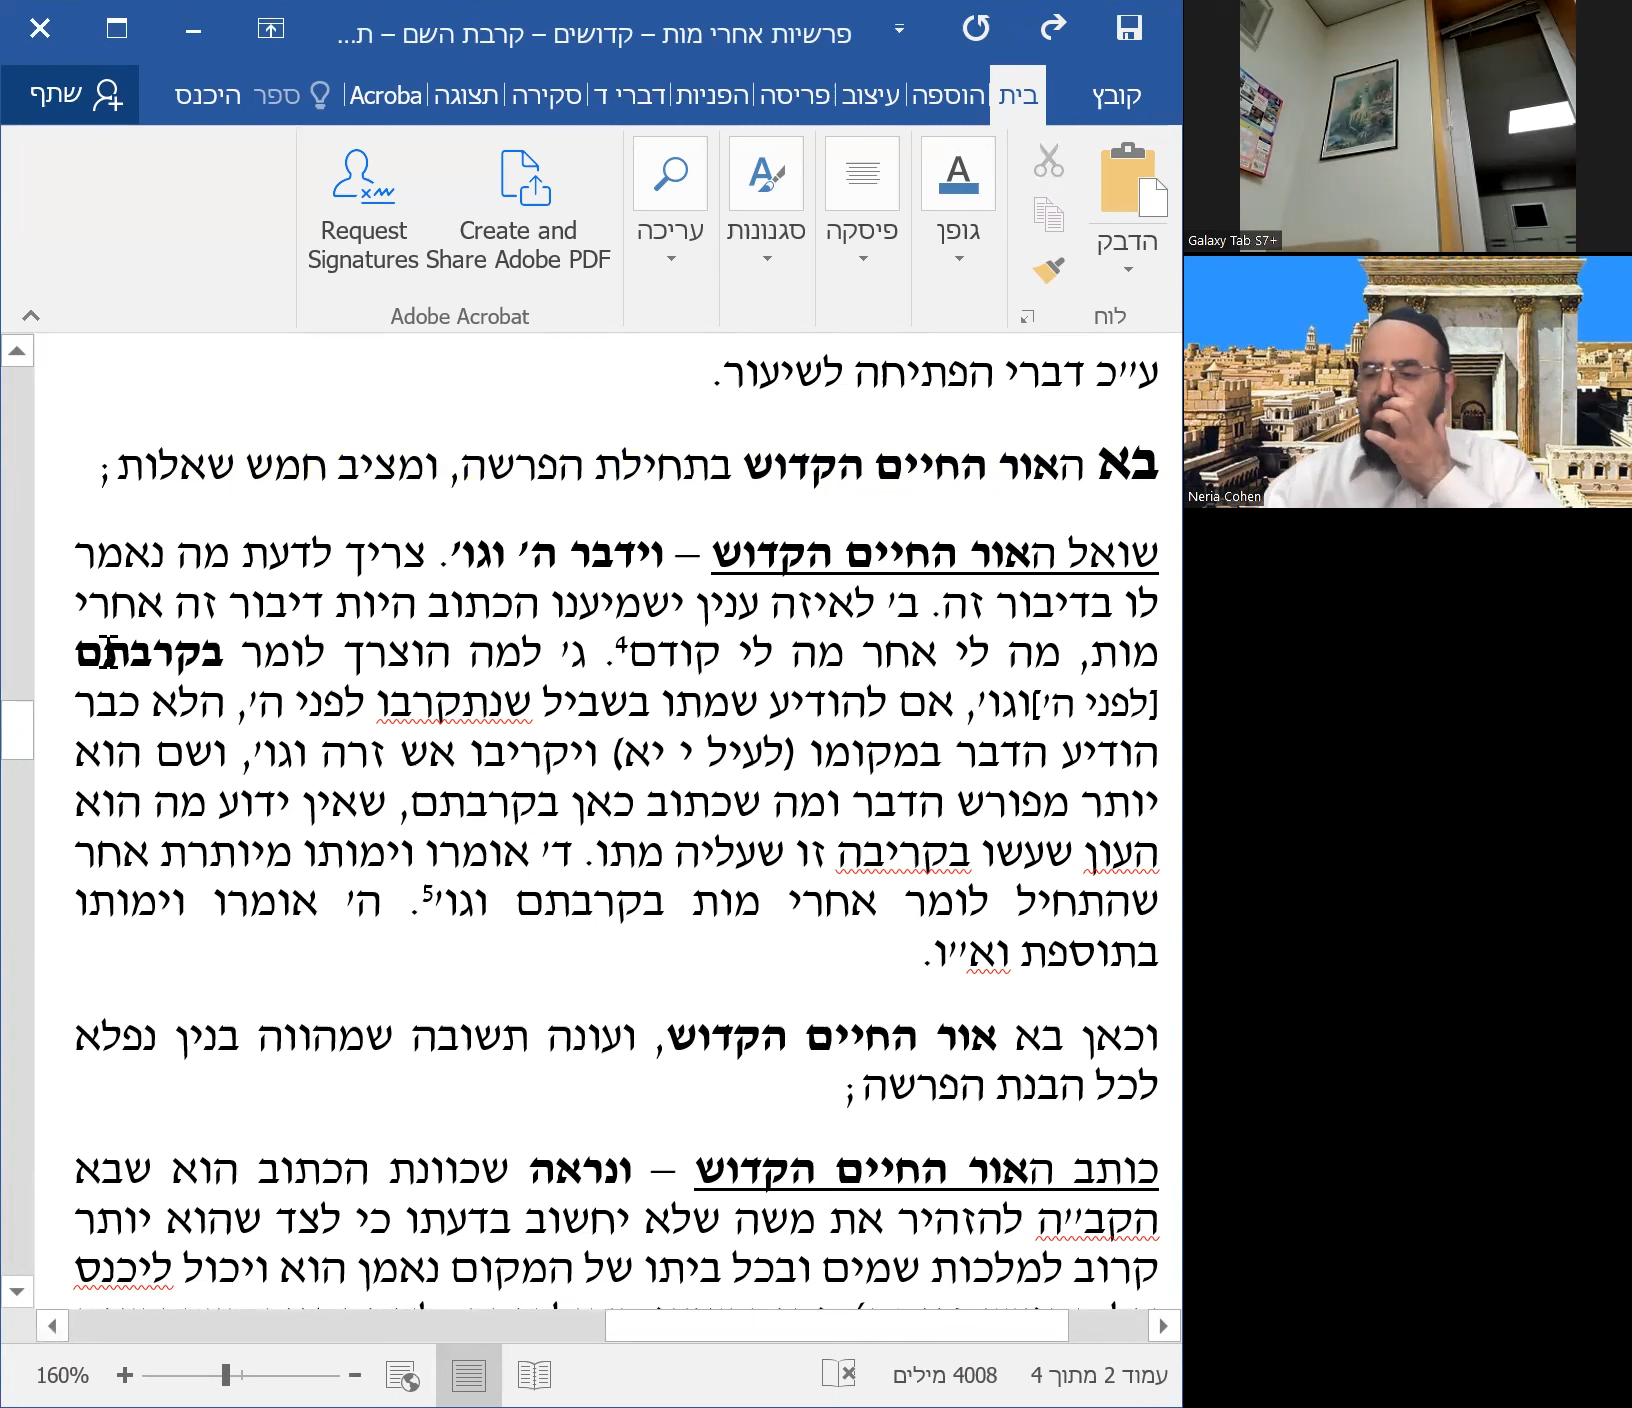 פרשיות אחרי מות – קדושים – קרבת השם – ת...
קובץ
בית
הוספה
עיצוב
פריסה
הפניות
דברי ד
סקירה
תצוגה
Acroba
ספר
היכנס
שתף
הדבק
גופן
פיסקה
סגנונות
עריכה
Create and
Share Adobe PDF
Request
Signatures
לוח
Adobe Acrobat
ע״כ דברי הפתיחה לשיעור.
בא האור החיים הקדוש בתחילת הפרשה, ומציב חמש שאלות;
שואל האור החיים הקדוש – וידבר ה׳ וגו׳. צריך לדעת מה נאמר
לו בדיבור זה. ב׳ לאיזה ענין ישמיענו הכתוב היות דיבור זה אחרי
מות, מה לי אחר מה לי קודם4. ג׳ למה הוצרך לומר בקרבתם
[לפני ה׳]וגו׳, אם להודיע שמתו בשביל שנתקרבו לפני ה׳, הלא כבר
הודיע הדבר במקומו (לעיל י יא) ויקריבו אש זרה וגו׳, ושם הוא
יותר מפורש הדבר ומה שכתוב כאן בקרבתם, שאין ידוע מה הוא
העון שעשו בקריבה זו שעליה מתו. ד׳ אומרו וימותו מיותרת אחר
שהתחיל לומר אחרי מות בקרבתם וגו׳5. ה׳ אומרו וימותו
בתוספת וא״ו.
וכאן בא אור החיים הקדוש, ועונה תשובה שמהווה בנין נפלא
לכל הבנת הפרשה;
כותב האור החיים הקדוש – ונראה שכוונת הכתוב הוא שבא
הקב״ה להזהיר את משה שלא יחשוב בדעתו כי לצד שהוא יותר
קרוב למלכות שמים ובכל ביתו של המקום נאמן הוא ויכול ליכנס
עמוד 2 מתוך 4
4008 מילים
160%
Galaxy Tab S7+
Neria Cohen